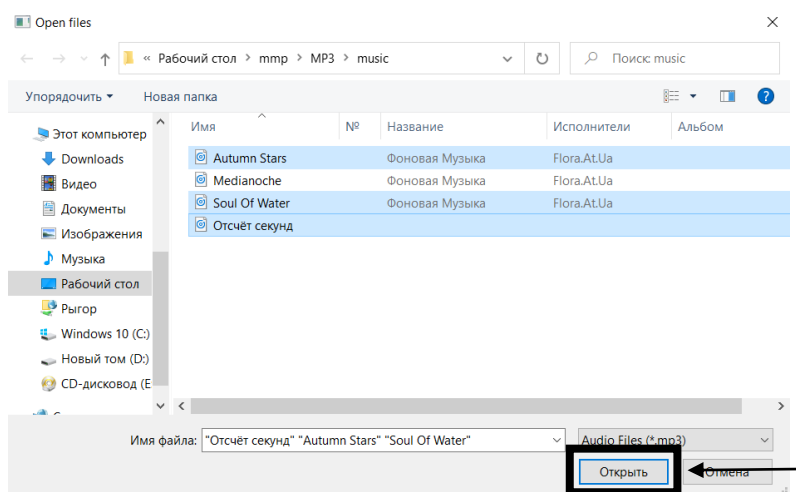 Open files
« Рабочий стол > mmp > MP3 > music
Поиск: music
Упорядочить
Новая папка
Имя № Название Исполнители Альбом
Autumn Stars Фоновая Музыка Flora.At.Ua
Medianoche Фоновая Музыка Flora.At.Ua
Soul Of Water Фоновая Музыка Flora.At.Ua
Отсчёт секунд
Этот компьютер
Downloads
Видео
Документы
Изображения
Музыка
Рабочий стол
Рыгор
Windows 10 (C:)
Новый том (D:)
CD-дисковод (E
Имя файла: "Отсчёт секунд" "Autumn Stars" "Soul Of Water"
Audio Files (*.mp3)
Открыть
Отмена